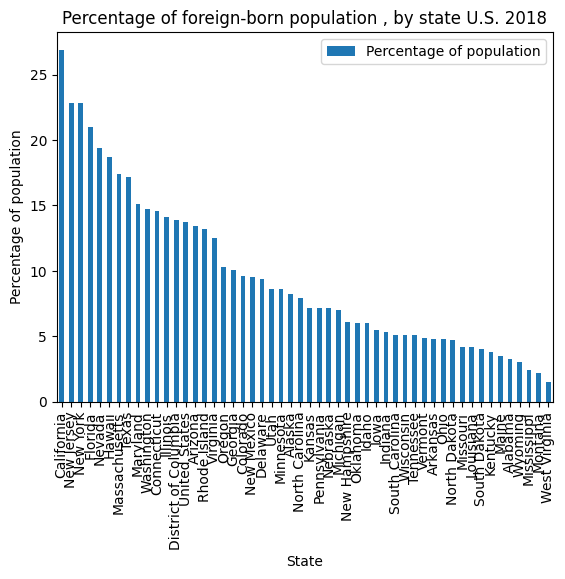 Percentage of foreign-born population , by state U.S. 2018
Percentage of population
Percentage of population
25
20
15
10
5
0
California
New Jersey
New York
Florida
Nevada
Hawaii
Massachusetts
Texas
Maryland
Washington
Connecticut
Illinois
District of Columbia
United States
Arizona
Rhode Island
Virginia
Oregon
Georgia
Colorado
New Mexico
Delaware
Utah
Minnesota
Alaska
North Carolina
Kansas
Pennsylvania
Nebraska
Michigan
New Hampshire
Oklahoma
Idaho
Iowa
Indiana
South Carolina
Wisconsin
Tennessee
Vermont
Arkansas
Ohio
North Dakota
Missouri
Louisiana
South Dakota
Kentucky
Maine
Alabama
Wyoming
Mississippi
Montana
West Virginia
State